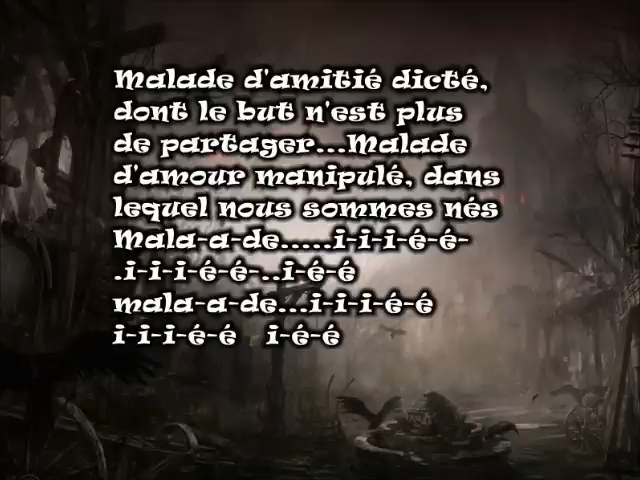 Malade d'amitié dicté,
dont le but n'est plus
de partager...Malade
d'amour manipulé, dans
lequel nous sommes nés
Mala-a-de.....i-i-i-é-é-
.i-i-i-é-é-..i-é-é
mala-a-de...i-i-i-é-é
i-i-i-é-é i-é-é